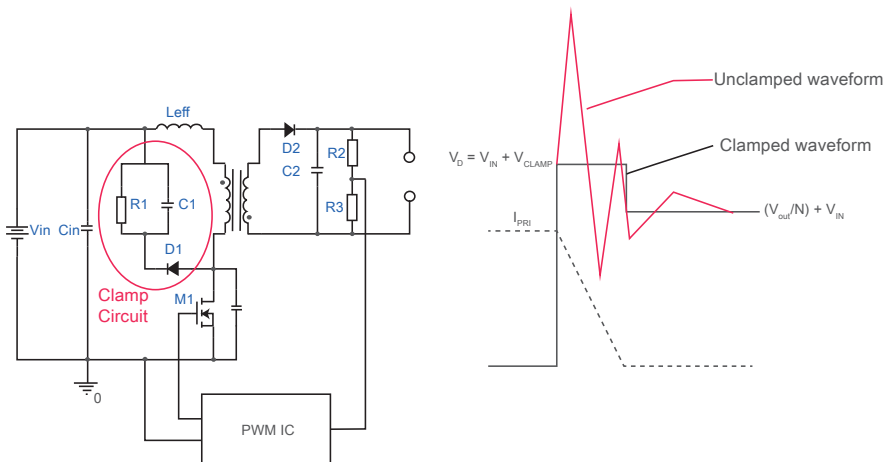 Leff
D2
C2
R2
R3
R1
C1
Vin
Cin
D1
Clamp
Circuit
M1
0
PWM IC
Unclamped waveform
Clamped waveform
V_D = V_IN + V_CLAMP
I_PRI
(V_out/N) + V_IN